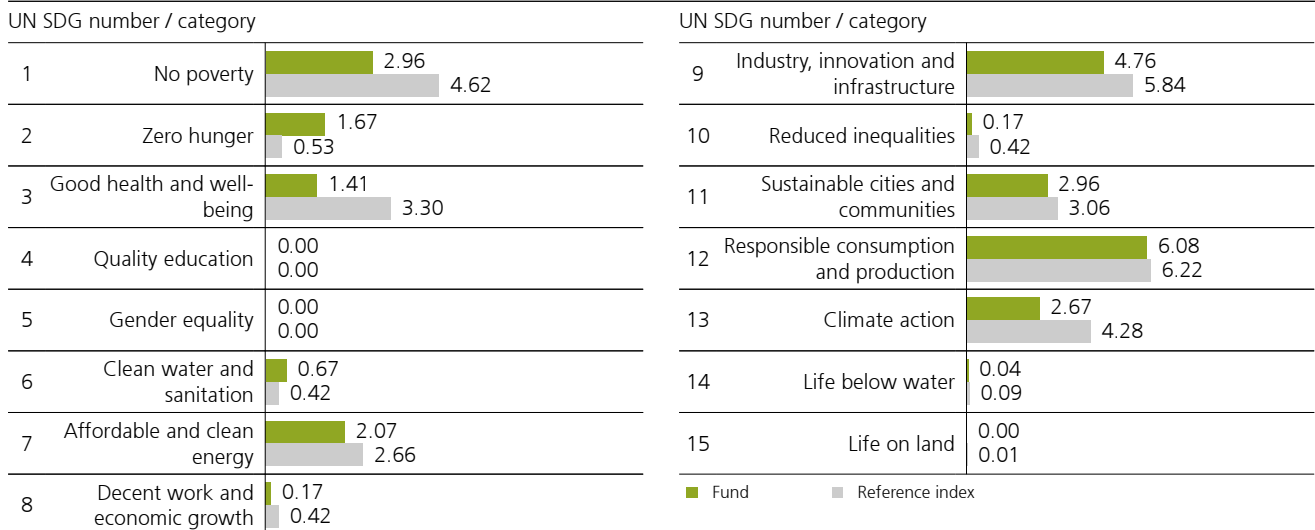 UN SDG number / category
1 No poverty 2.96
4.62
2 Zero hunger 1.67
0.53
3 Good health and well-
being 1.41
3.30
4 Quality education 0.00
0.00
5 Gender equality 0.00
0.00
6 Clean water and
sanitation 0.67
0.42
7 Affordable and clean
energy 2.07
2.66
8 Decent work and
economic growth 0.17
0.42
UN SDG number / category
9 Industry, innovation and
infrastructure 4.76
5.84
10 Reduced inequalities 0.17
0.42
11 Sustainable cities and
communities 2.96
3.06
12 Responsible consumption
and production 6.08
6.22
13 Climate action 2.67
4.28
14 Life below water 0.04
0.09
15 Life on land 0.00
0.01
Fund Reference index